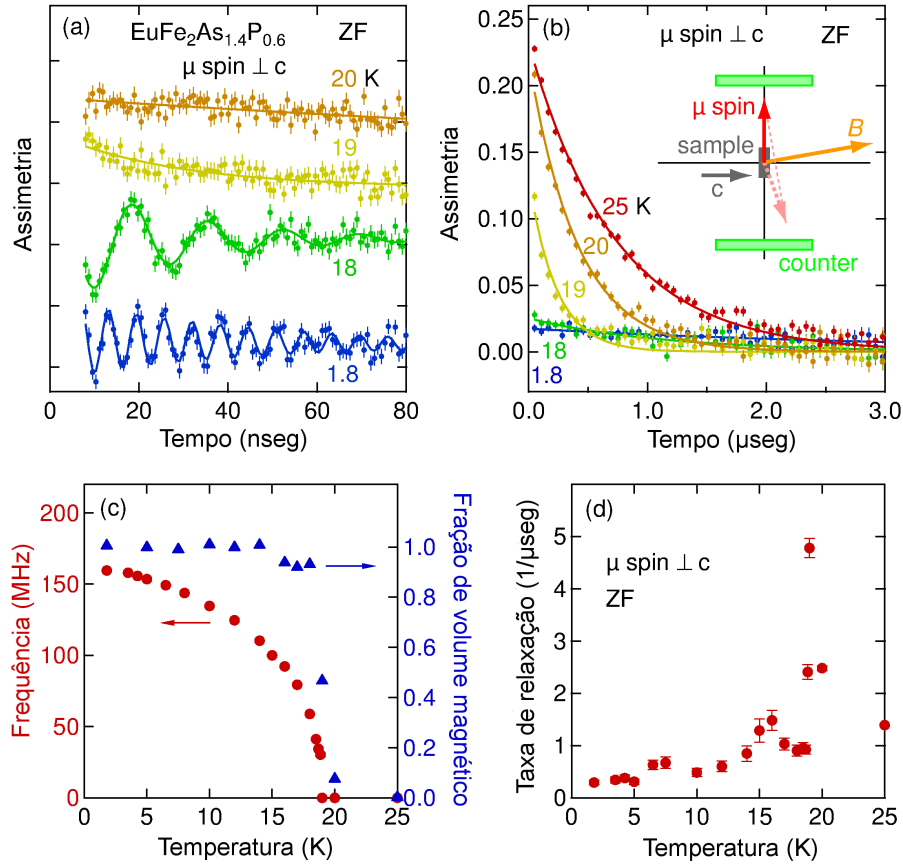 (a)
EuFe₂As₁.₄P₀.₆ ZF
μ spin ⊥ c
20 K
19
18
1.8
Assimetria
0 20 40 60 80
Tempo (nseg)
(b)
μ spin ⊥ c ZF
μ spin
B
sample
c
counter
25 K
20
19
18
1.8
Assimetria
0.25
0.20
0.15
0.10
0.05
0.00
0.0 1.0 2.0 3.0
Tempo (μseg)
(c)
Frequência (MHz)
200
150
100
50
0
Fração de volume magnético
1.0
0.8
0.6
0.4
0.2
0.0
0 5 10 15 20 25
Temperatura (K)
(d)
μ spin ⊥ c
ZF
Taxa de relaxação (1/μseg)
5
4
3
2
1
0
0 5 10 15 20 25
Temperatura (K)